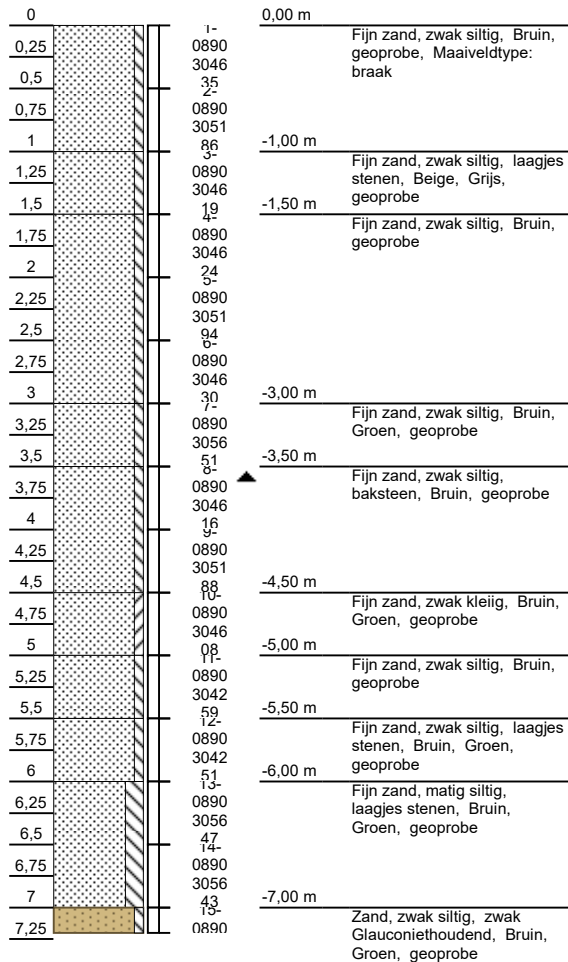 0
0,25
0,5
0,75
1
1,25
1,5
1,75
2
2,25
2,5
2,75
3
3,25
3,5
3,75
4
4,25
4,5
4,75
5
5,25
5,5
5,75
6
6,25
6,5
6,75
7
7,25
1-
0890
3046
35
2-
0890
3051
86
3-
0890
3046
19
4-
0890
3046
24
5-
0890
3051
94
6-
0890
3046
30
7-
0890
3056
51
8-
0890
3046
16
9-
0890
3051
88
10-
0890
3046
08
11-
0890
3042
59
12-
0890
3042
51
13-
0890
3056
47
14-
0890
3056
43
15-
0890
0,00 m
Fijn zand, zwak siltig, Bruin,
geoprobe, Maaiveldtype:
braak
-1,00 m
Fijn zand, zwak siltig, laagjes
stenen, Beige, Grijs,
geoprobe
-1,50 m
Fijn zand, zwak siltig, Bruin,
geoprobe
-3,00 m
Fijn zand, zwak siltig, Bruin,
Groen, geoprobe
-3,50 m
Fijn zand, zwak siltig,
baksteen, Bruin, geoprobe
-4,50 m
Fijn zand, zwak kleiig, Bruin,
Groen, geoprobe
-5,00 m
Fijn zand, zwak siltig, Bruin,
geoprobe
-5,50 m
Fijn zand, zwak siltig, laagjes
stenen, Bruin, Groen,
geoprobe
-6,00 m
Fijn zand, matig siltig,
laagjes stenen, Bruin,
Groen, geoprobe
-7,00 m
Zand, zwak siltig, zwak
Glauconiethoudend, Bruin,
Groen, geoprobe